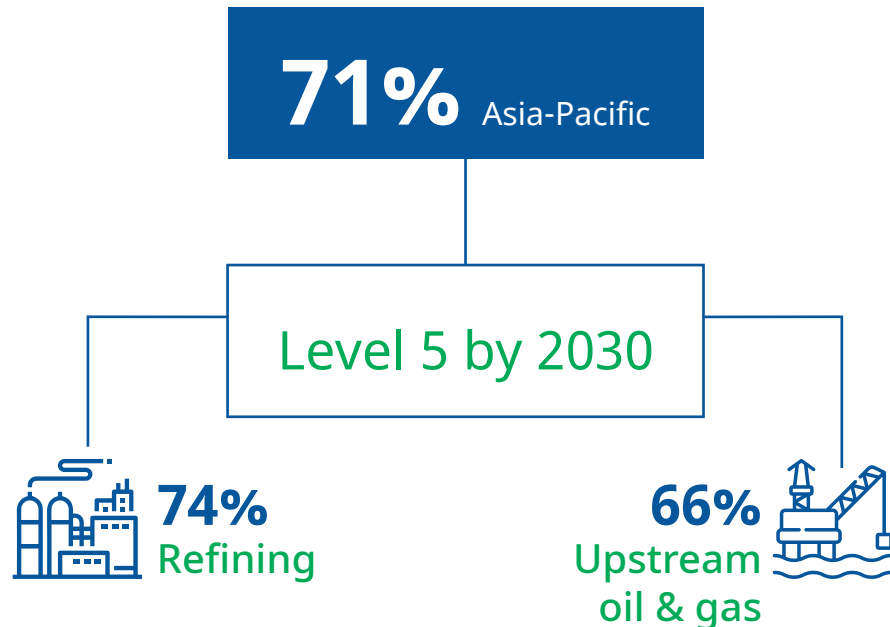 71% Asia-Pacific
Level 5 by 2030
74%
Refining
66%
Upstream
oil & gas